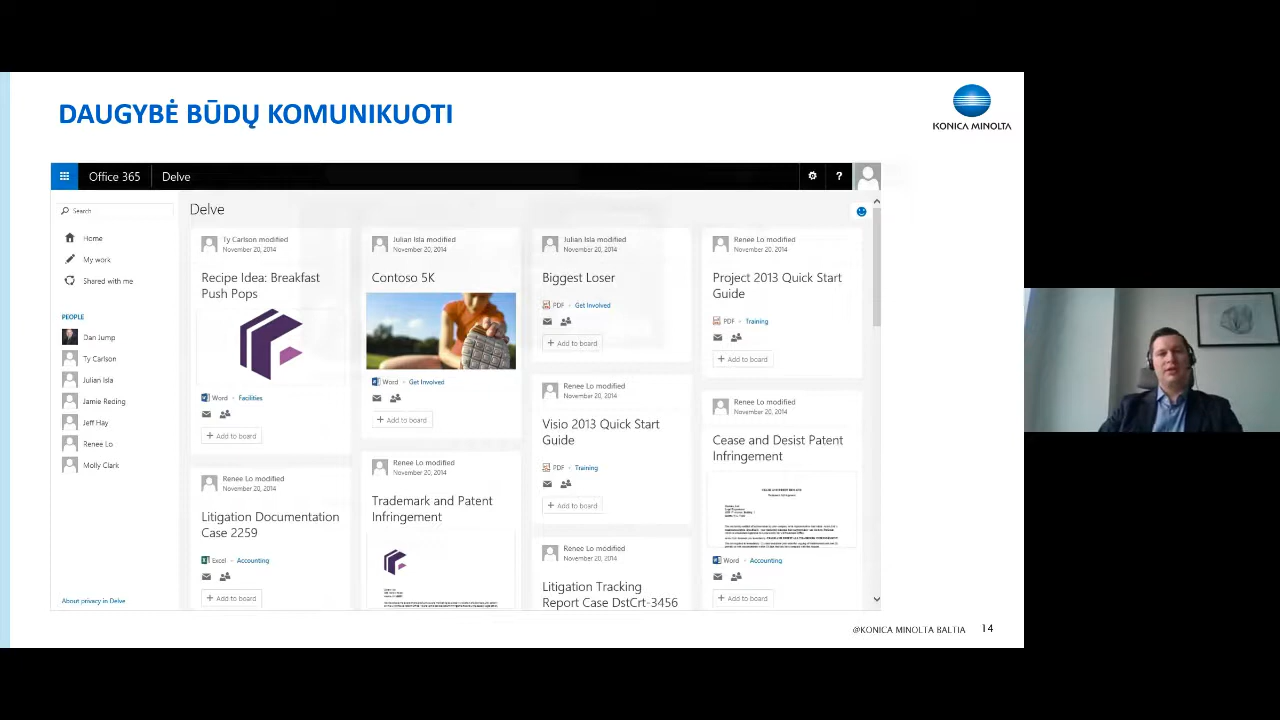 DAUGYBĖ BŪDŲ KOMUNIKUOTI
KONICA MINOLTA
Office 365
Delve
?
Search
Home
My work
Shared with me
PEOPLE
Dan Jump
Ty Carlson
Julian Isla
Jamie Reding
Jeff Hay
Renee Lo
Molly Clark
About privacy in Delve
Delve
Ty Carlson modified
November 20, 2014
Recipe Idea: Breakfast
Push Pops
Word · Facilities
+ Add to board
Renee Lo modified
November 20, 2014
Litigation Documentation
Case 2259
Excel · Accounting
+ Add to board
Julian Isla modified
November 20, 2014
Contoso 5K
Word · Get Involved
+ Add to board
Renee Lo modified
November 20, 2014
Trademark and Patent
Infringement
Julian Isla modified
November 20, 2014
Biggest Loser
PDF · Get Involved
+ Add to board
Renee Lo modified
November 20, 2014
Visio 2013 Quick Start
Guide
PDF · Training
+ Add to board
Renee Lo modified
November 20, 2014
Litigation Tracking
Report Case DstCrt-3456
Renee Lo modified
November 20, 2014
Project 2013 Quick Start
Guide
PDF · Training
+ Add to board
Renee Lo modified
November 20, 2014
Cease and Desist Patent
Infringement
Word · Accounting
+ Add to board
@KONICA MINOLTA BALTIA
14